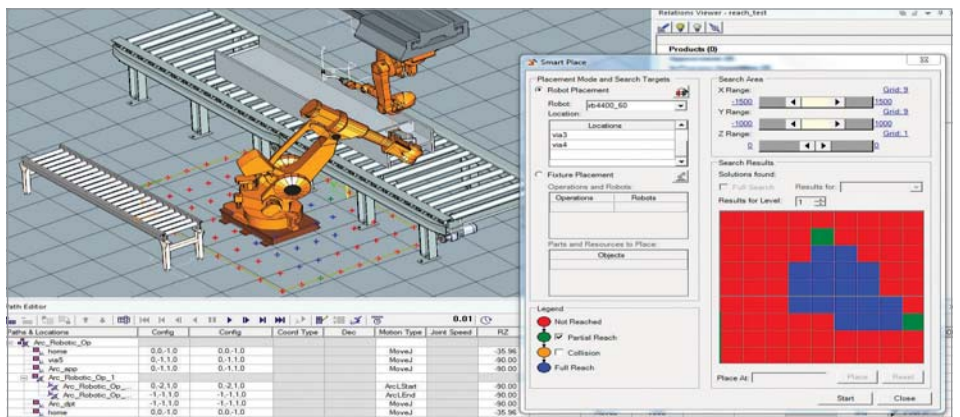 Relations Viewer - reach_test
Products (0)
Smart Place
Placement Mode and Search Targets
Robot Placement
Robot: irb4400_60
Location:
Locations
via3
via4
Fixture Placement
Operations and Robots:
Operations Robots
Parts and Resources to Place:
Objects
Legend
Not Reached
Partial Reach
Collision
Full Reach
Search Area
X Range: Grid: 9
-1500 1500
Y Range: Grid: 9
-1000 1000
Z Range: Grid: 1
0 0
Search Results
Solutions found:
Full Search Results for:
Results for Level: 1
Place At: Place Reset
Start Close
Path Editor
0.01
Paths & Locations Config Config Coord Type Dec Motion Type Joint Speed RZ
Arc_Robotic_Op
home 0,0,-1,0 0,0,-1,0 MoveJ -35.96
via5 0,-1,1,0 0,-1,1,0 MoveJ -90.00
Arc_app 0,-1,1,0 0,-1,1,0 MoveJ -90.00
Arc_Robotic_Op_1
Arc_Robotic_Op_... 0,-2,1,0 0,-2,1,0 ArcLStart -90.00
Arc_Robotic_Op_... -1,-1,1,0 -1,-1,1,0 ArcLEnd -90.00
Arc_dpt -1,-1,1,0 -1,-1,1,0 MoveJ -90.00
home 0,0,-1,0 0,0,-1,0 MoveJ -35.96